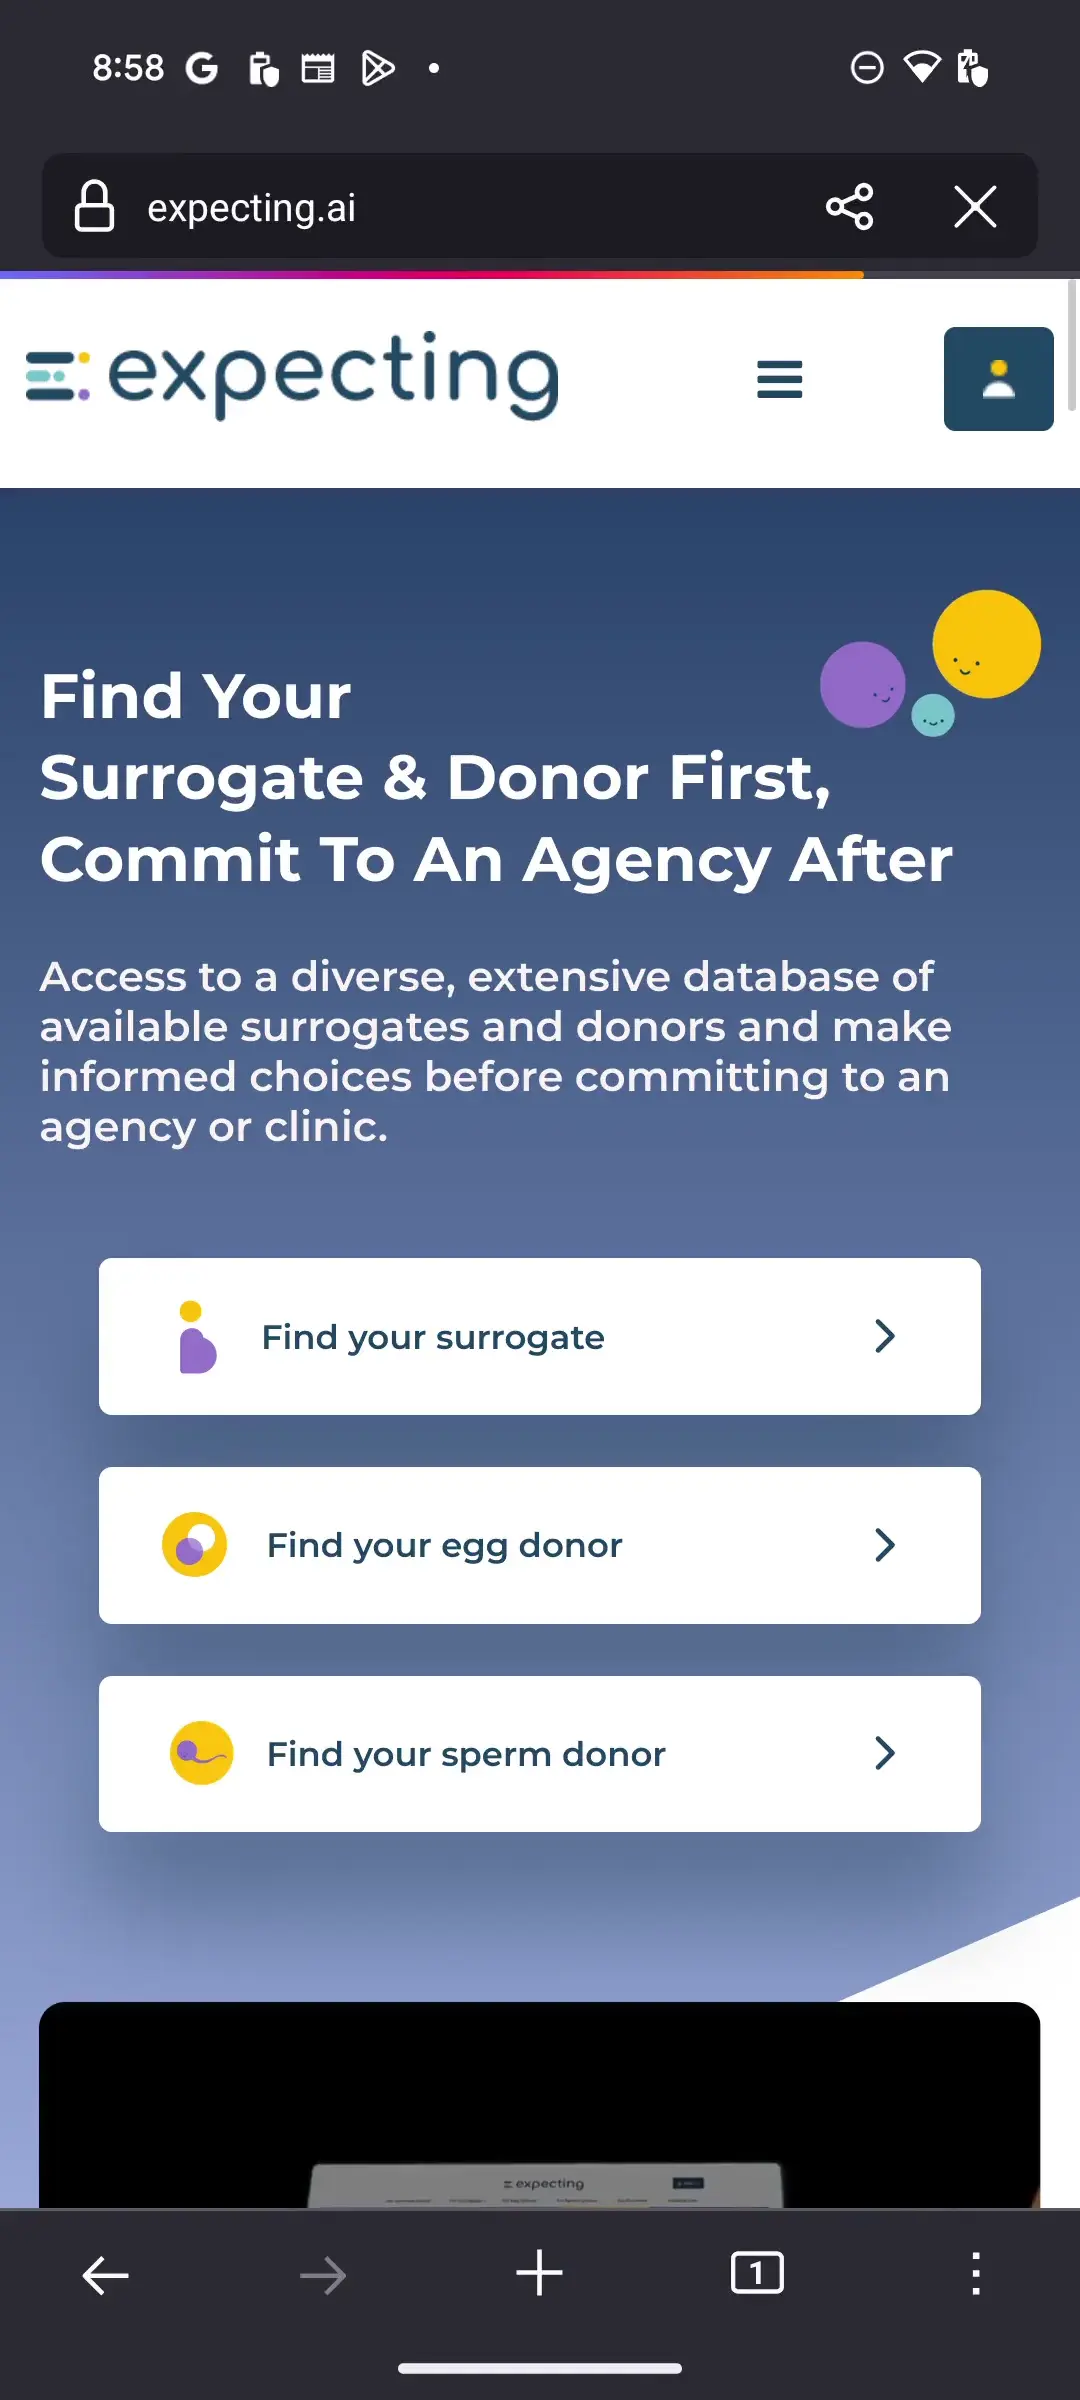 8:58
expecting.ai
expecting
Find Your
Surrogate & Donor First,
Commit To An Agency After
Access to a diverse, extensive database of
available surrogates and donors and make
informed choices before committing to an
agency or clinic.
Find your surrogate
Find your egg donor
Find your sperm donor
expecting
1